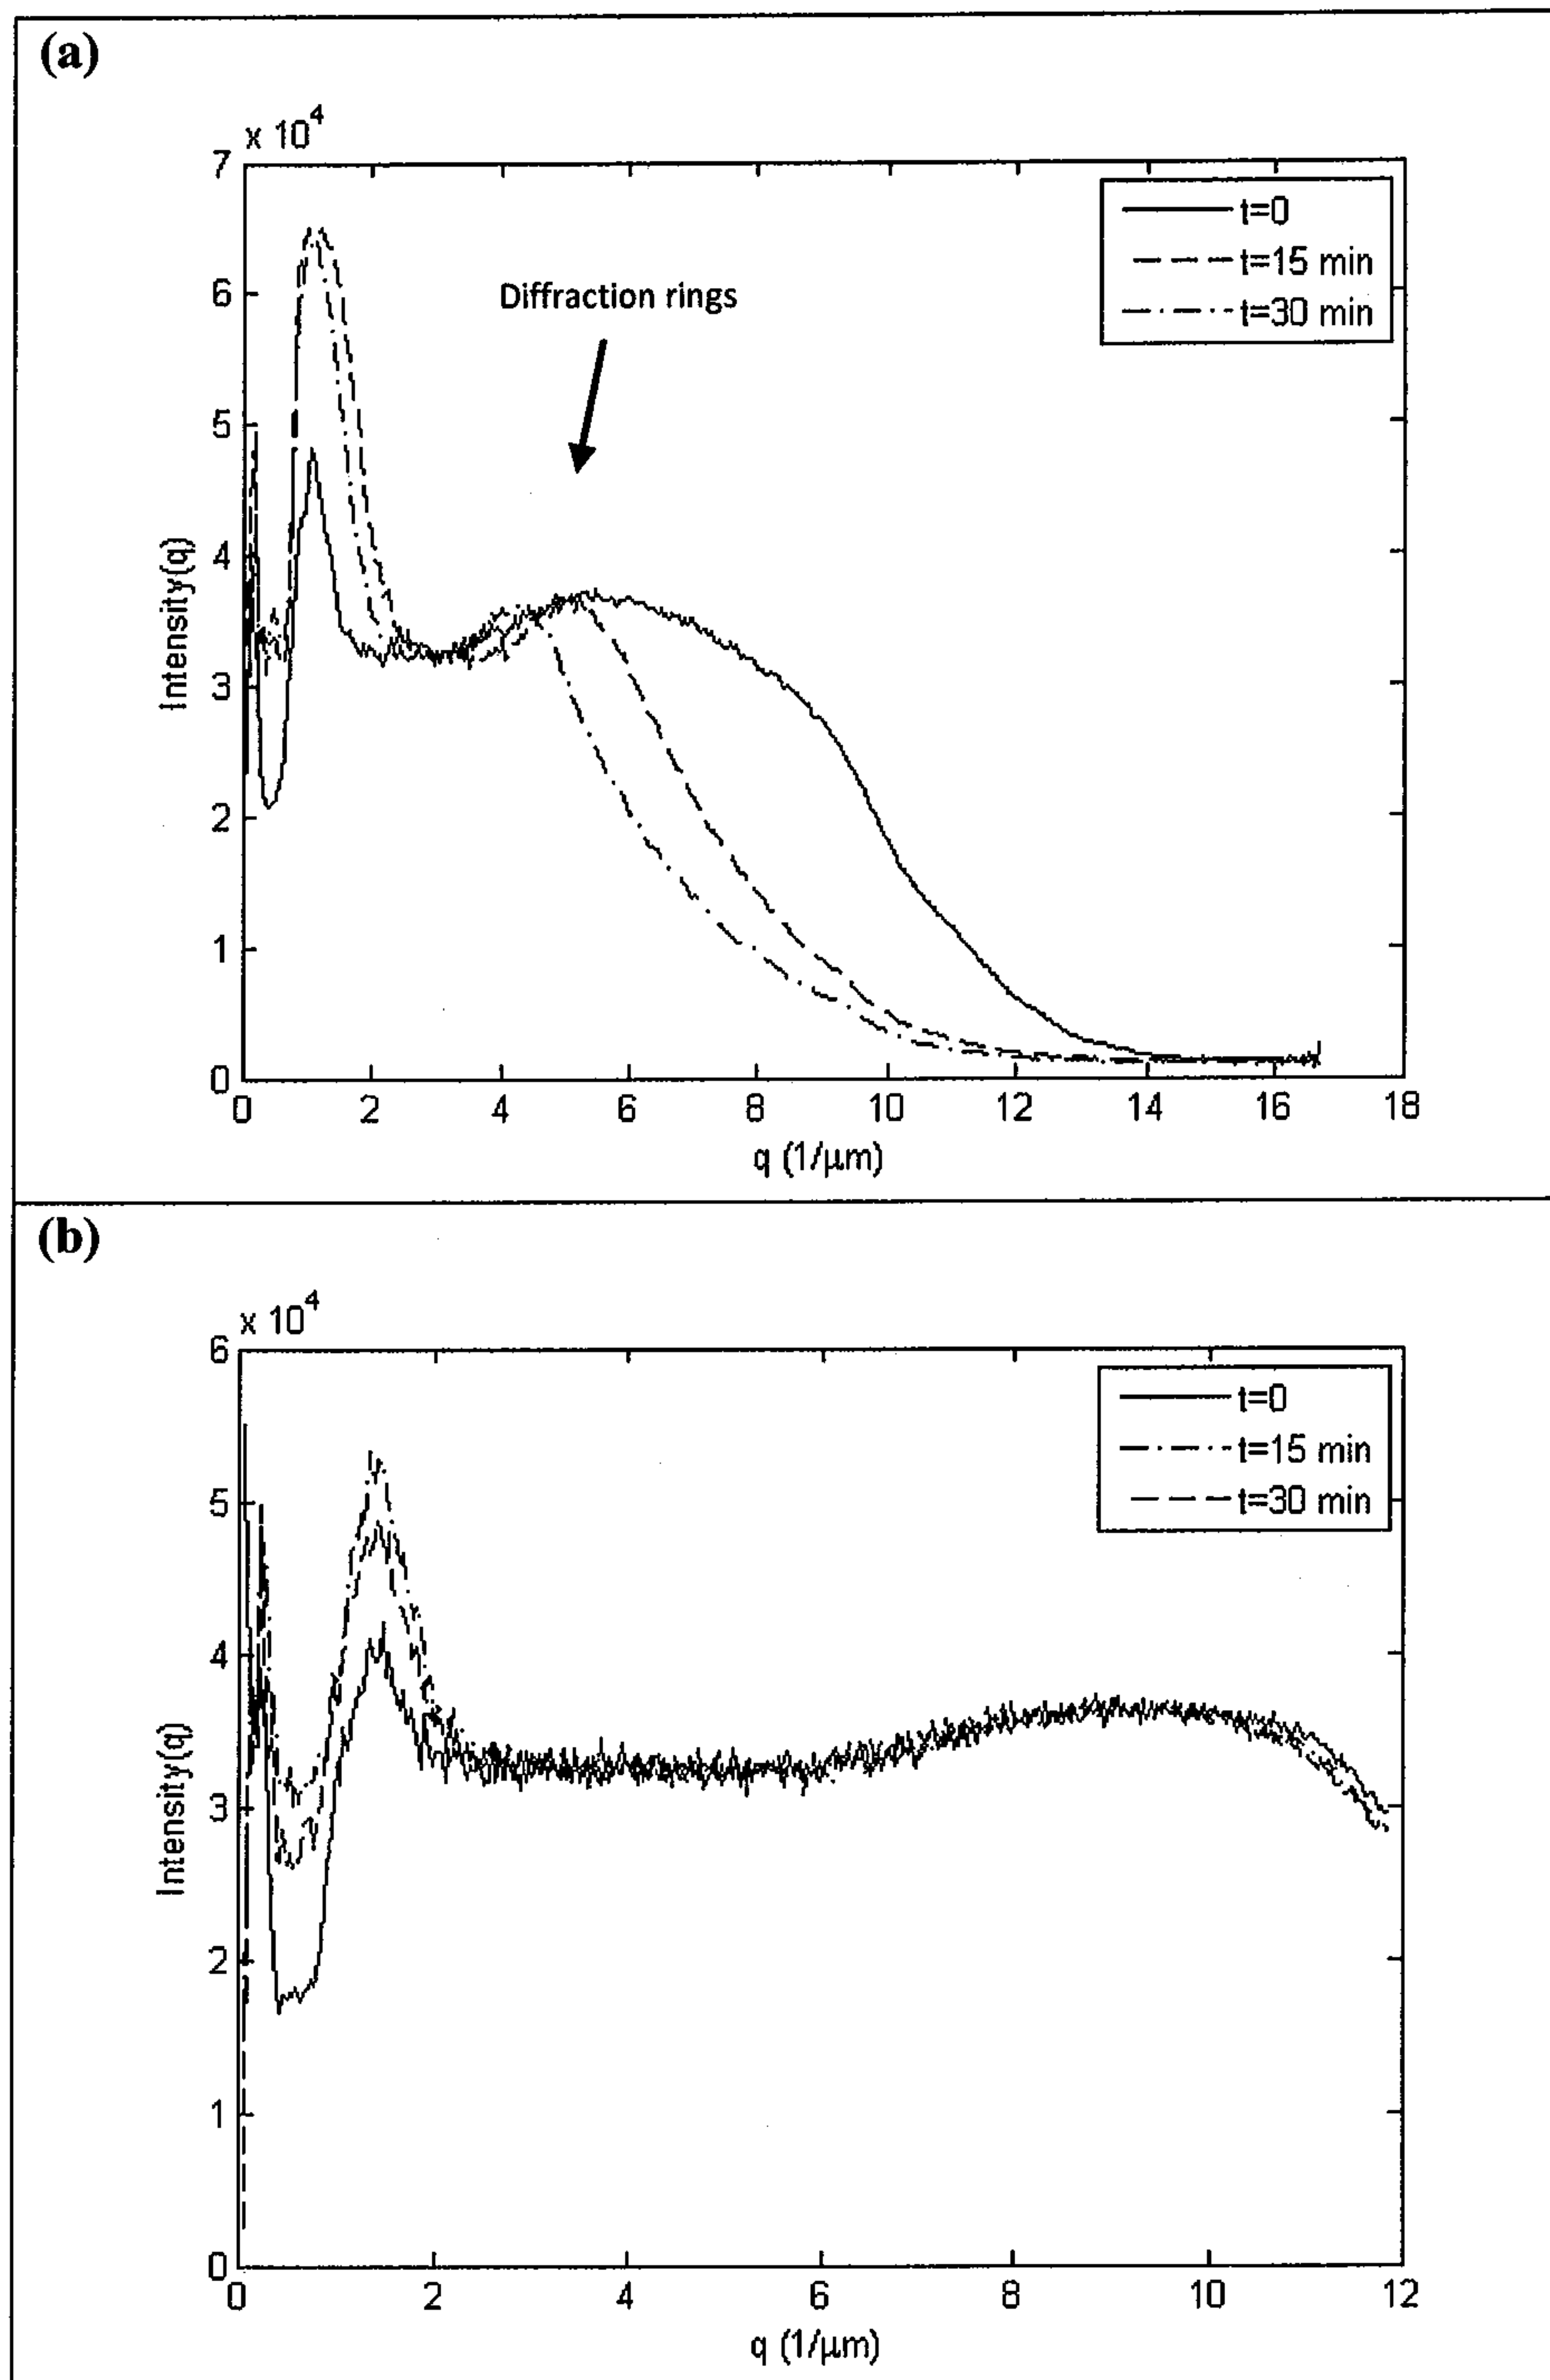 (a)
x 10^4
7
6
5
4
3
2
1
0
Intensity(q)
Diffraction rings
t=0
t=15 min
t=30 min
0 2 4 6 8 10 12 14 16 18
q (1/μm)
(b)
x 10^4
6
5
4
3
2
1
0
Intensity(q)
t=0
t=15 min
t=30 min
0 2 4 6 8 10 12
q (1/μm)